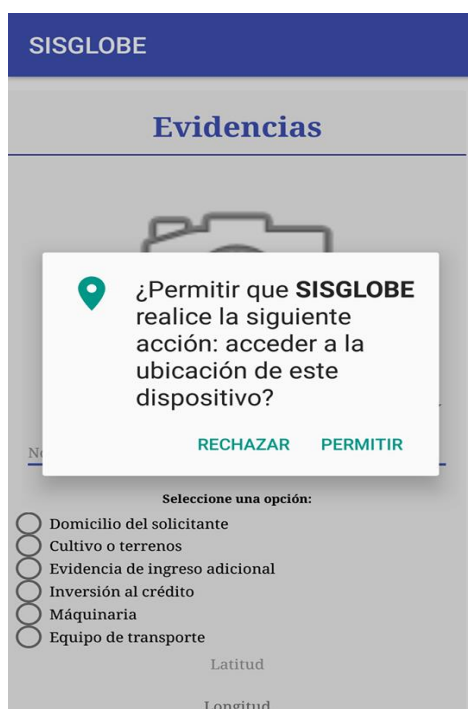 SISGLOBE
Evidencias
¿Permitir que SISGLOBE
realice la siguiente
acción: acceder a la
ubicación de este
dispositivo?
RECHAZAR PERMITIR
Seleccione una opción:
Domicilio del solicitante
Cultivo o terrenos
Evidencia de ingreso adicional
Inversión al crédito
Máquinaria
Equipo de transporte
Latitud
Longitud